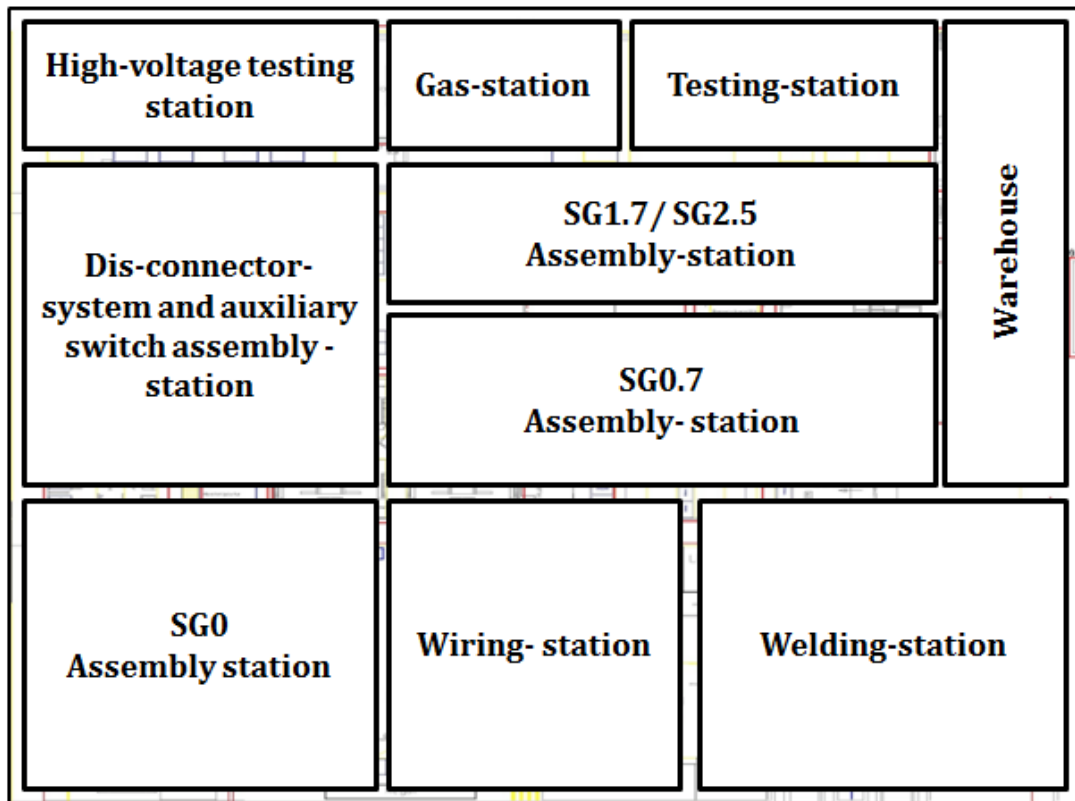 High-voltage testing
station
Gas-station
Testing-station
Warehouse
Dis-connector-
system and auxiliary
switch assembly -
station
SG1.7/ SG2.5
Assembly-station
SG0.7
Assembly- station
SG0
Assembly station
Wiring- station
Welding-station